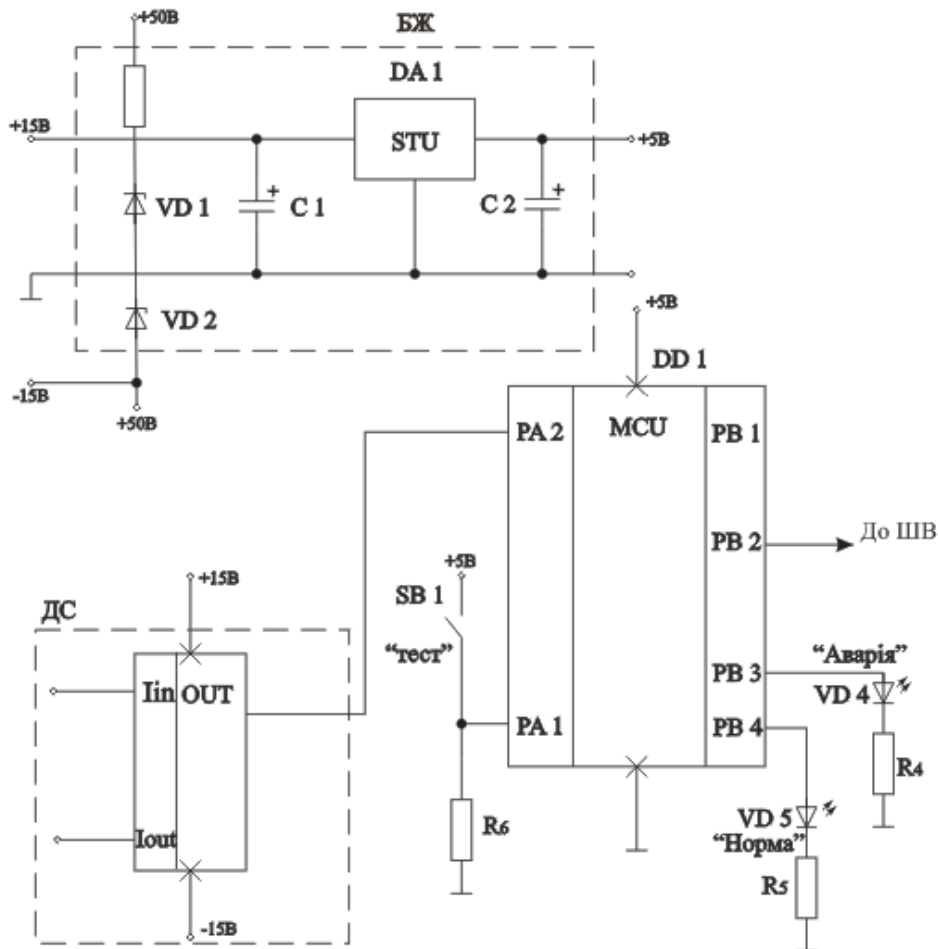 +50В
БЖ
DA 1
+15В
STU
+5В
VD 1
+
C 1
C 2
+
VD 2
-15В
+50В
+5В
DD 1
PA 2
MCU
PB 1
PB 2
До ШВ
+5В
SB 1
“тест”
+15В
ДС
Iin
OUT
PA 1
PB 3
“Аварія”
VD 4
PB 4
R4
Iout
R6
VD 5
“Норма”
R5
-15В